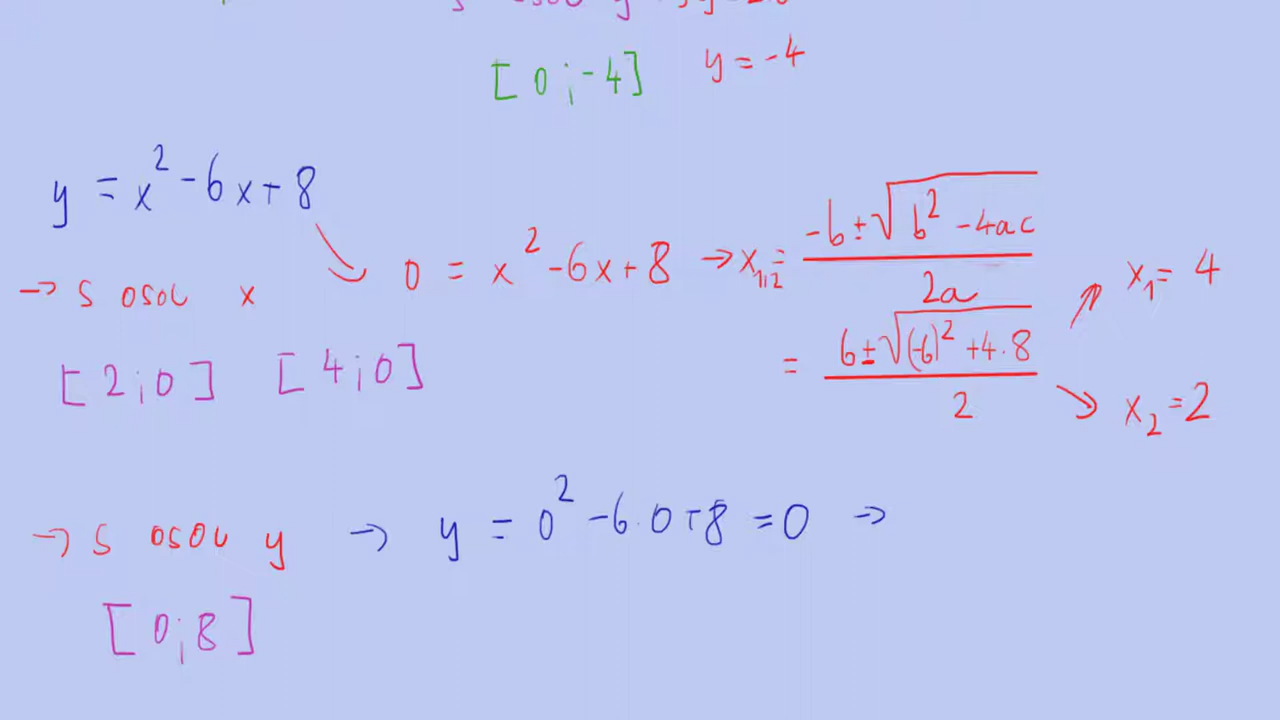 [0;-4] y = -4
y = x² - 6x + 8
0 = x² - 6x + 8 → x₁,₂ = (-b ± √(b² - 4ac)) / 2a
→ s osou x
= (6 ± √((-6)² + 4·8)) / 2
x₁ = 4
x₂ = 2
[2;0] [4;0]
→ s osou y → y = 0² - 6·0 + 8 = 0 →
[0;8]